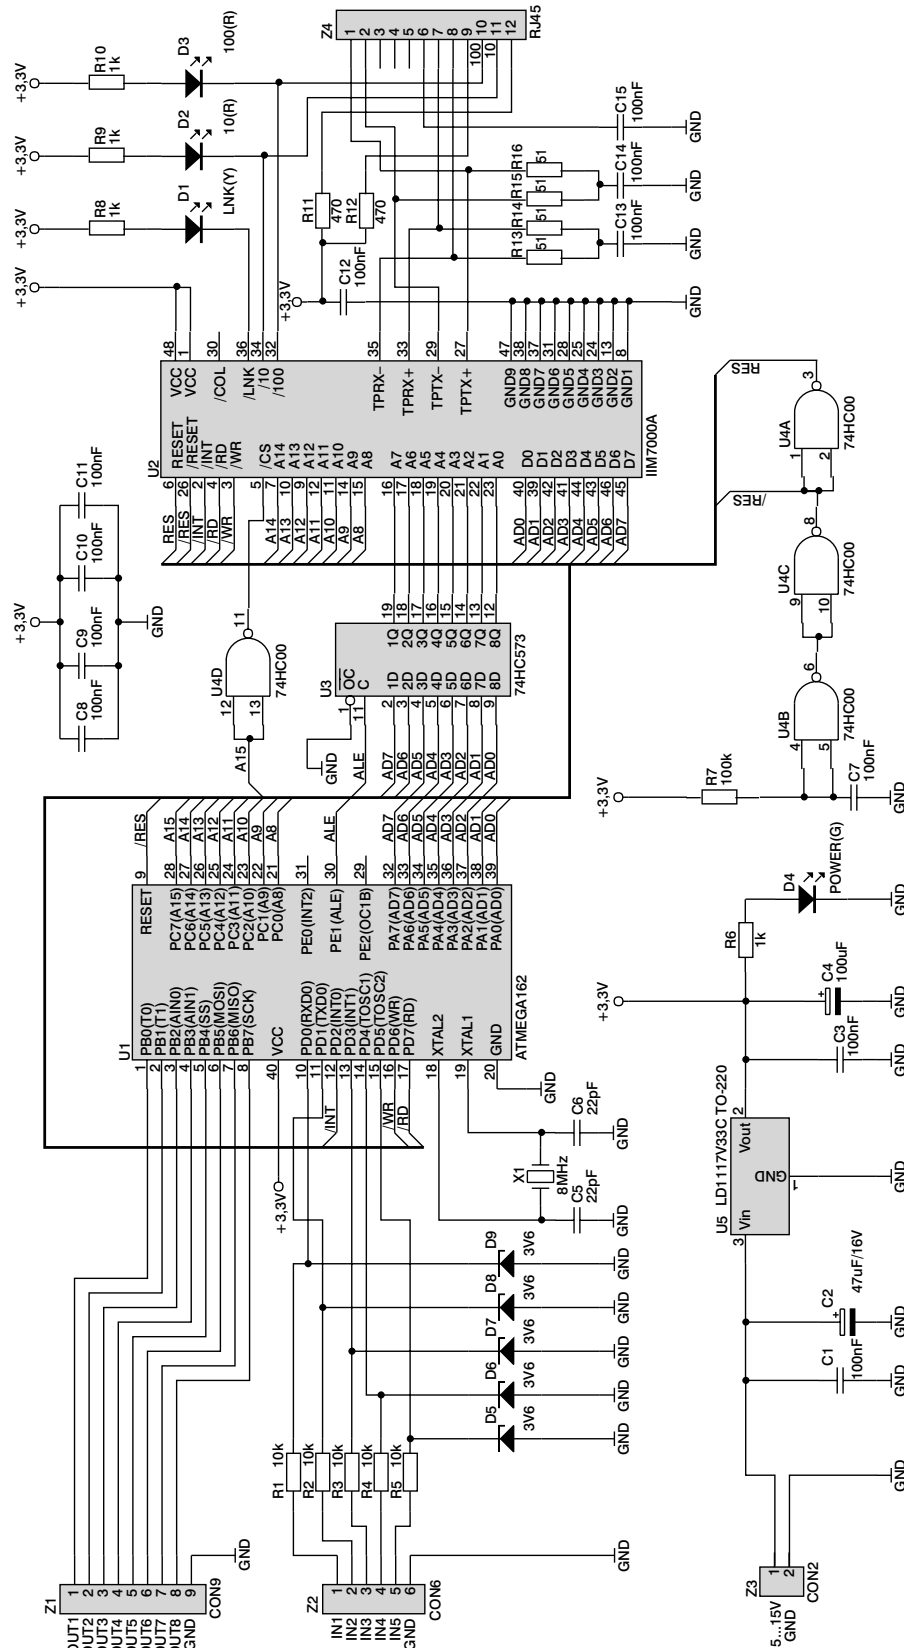 Z4
1
2
3
4
5
6
7
8
9
10
11
12
100
10
RJ45
+3,3V
R10
1k
D3
100(R)
+3,3V
R9
1k
D2
10(R)
+3,3V
R8
1k
D1
LNK(Y)
+3,3V
R11
470
R12
470
C12
100nF
+3,3V
R16
51
R15
51
R14
51
R13
51
C15
100nF
GND
C14
100nF
GND
C13
100nF
GND
GND
48
1
30
36
34
32
35
33
29
27
47
38
37
31
28
25
24
13
8
VCC
VCC
/COL
/LNK
/10
/100
TPRX-
TPRX+
TPTX-
TPTX+
GND9
GND8
GND7
GND6
GND5
GND4
GND3
GND2
GND1
U2
IIM7000A
RESET
/RESET
/INT
/RD
/WR
/CS
A14
A13
A12
A11
A10
A9
A8
A7
A6
A5
A4
A3
A2
A1
A0
D0
D1
D2
D3
D4
D5
D6
D7
6
26
2
4
3
5
7
10
9
12
11
14
15
16
17
18
19
20
21
22
23
40
39
42
41
44
43
46
45
RES
/RES
/INT
/RD
/WR
A14
A13
A12
A11
A10
A9
A8
AD0
AD1
AD2
AD3
AD4
AD5
AD6
AD7
C11
100nF
C10
100nF
C9
100nF
C8
100nF
+3,3V
GND
11
U4D
74HC00
12
13
A15
19
18
17
16
15
14
13
12
1Q
2Q
3Q
4Q
5Q
6Q
7Q
8Q
U3
OC
C
1D
2D
3D
4D
5D
6D
7D
8D
74HC573
1
11
2
3
4
5
6
7
8
9
GND
ALE
AD7
AD6
AD5
AD4
AD3
AD2
AD1
AD0
RES
3
U4A
74HC00
1
2
/RES
8
U4C
74HC00
9
10
6
U4B
74HC00
4
5
+3,3V
R7
100k
C7
100nF
GND
/RES
A15
A14
A13
A12
A11
A10
A9
A8
ALE
AD7
AD6
AD5
AD4
AD3
AD2
AD1
AD0
9
28
27
26
25
24
23
22
21
31
30
29
32
33
34
35
36
37
38
39
RESET
PC7(A15)
PC6(A14)
PC5(A13)
PC4(A12)
PC3(A11)
PC2(A10)
PC1(A9)
PC0(A8)
PE0(INT2)
PE1(ALE)
PE2(OC1B)
PA7(AD7)
PA6(AD6)
PA5(AD5)
PA4(AD4)
PA3(AD3)
PA2(AD2)
PA1(AD1)
PA0(AD0)
U1
ATMEGA162
PB0(T0)
PB1(T1)
PB2(AIN0)
PB3(AIN1)
PB4(SS)
PB5(MOSI)
PB6(MISO)
PB7(SCK)
VCC
PD0(RXD0)
PD1(TXD0)
PD2(INT0)
PD3(INT1)
PD4(TOSC1)
PD5(TOSC2)
PD6(WR)
PD7(RD)
XTAL2
XTAL1
GND
1
2
3
4
5
6
7
8
40
10
11
12
13
14
15
16
17
18
19
20
/INT
/WR
/RD
GND
+3,3V
X1
8MHz
C6
22pF
GND
C5
22pF
GND
D9
3V6
GND
D8
3V6
GND
D7
3V6
GND
D6
3V6
GND
D5
3V6
GND
R1
10k
R2
10k
R3
10k
R4
10k
R5
10k
D4
POWER(G)
GND
R6
1k
+3,3V
C4
+
100uF
GND
C3
100nF
GND
2
U5
LD1117V33C TO-220
Vout
GND
Vin
1
3
GND
C2
+
47uF/16V
GND
C1
100nF
GND
GND
Z1
1
2
3
4
5
6
7
8
9
CON9
GND
OUT1
OUT2
OUT3
OUT4
OUT5
OUT6
OUT7
OUT8
GND
Z2
1
2
3
4
5
6
CON6
GND
IN1
IN2
IN3
IN4
IN5
GND
Z3
1
2
CON2
5...15V
GND